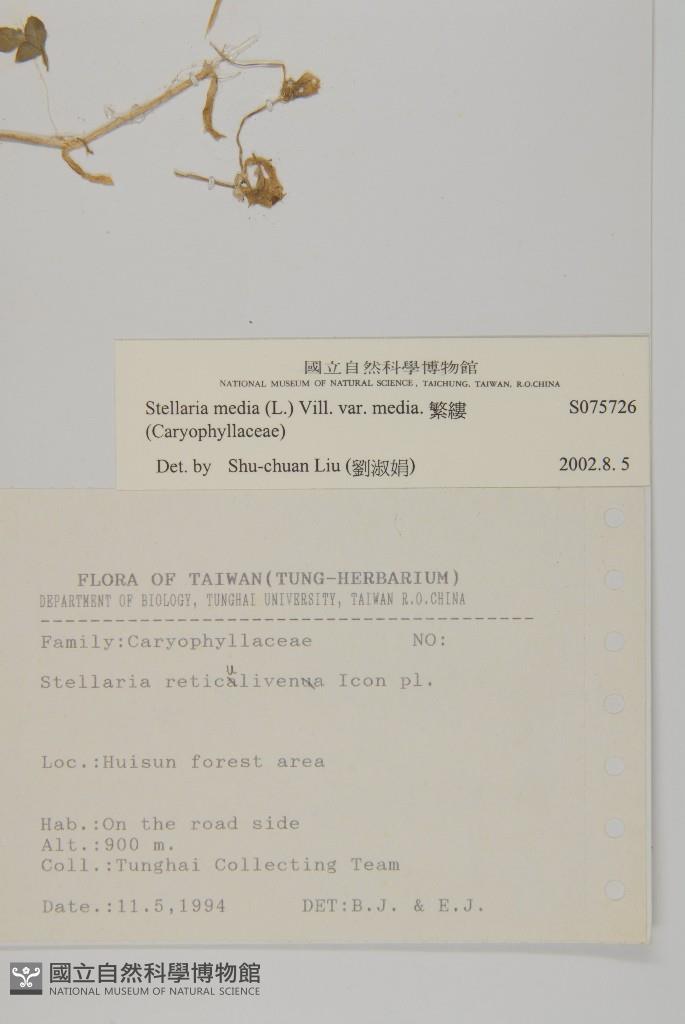 國立自然科學博物館
NATIONAL MUSEUM OF NATURAL SCIENCE, TAICHUNG, TAIWAN, R.O.CHINA
Stellaria media (L.) Vill. var. media. 繁縷 S075726
(Caryophyllaceae)
Det. by Shu-chuan Liu (劉淑娟) 2002.8. 5
FLORA OF TAIWAN(TUNG-HERBARIUM)
DEPARTMENT OF BIOLOGY, TUNGHAI UNIVERSITY, TAIWAN R.O.CHINA
Family:Caryophyllaceae NO:
Stellaria reticulivena Icon pl.
Loc.:Huisun forest area
Hab.:On the road side
Alt.:900 m.
Coll.:Tunghai Collecting Team
Date.:11.5,1994 DET:B.J. & E.J.
國立自然科學博物館
NATIONAL MUSEUM OF NATURAL SCIENCE